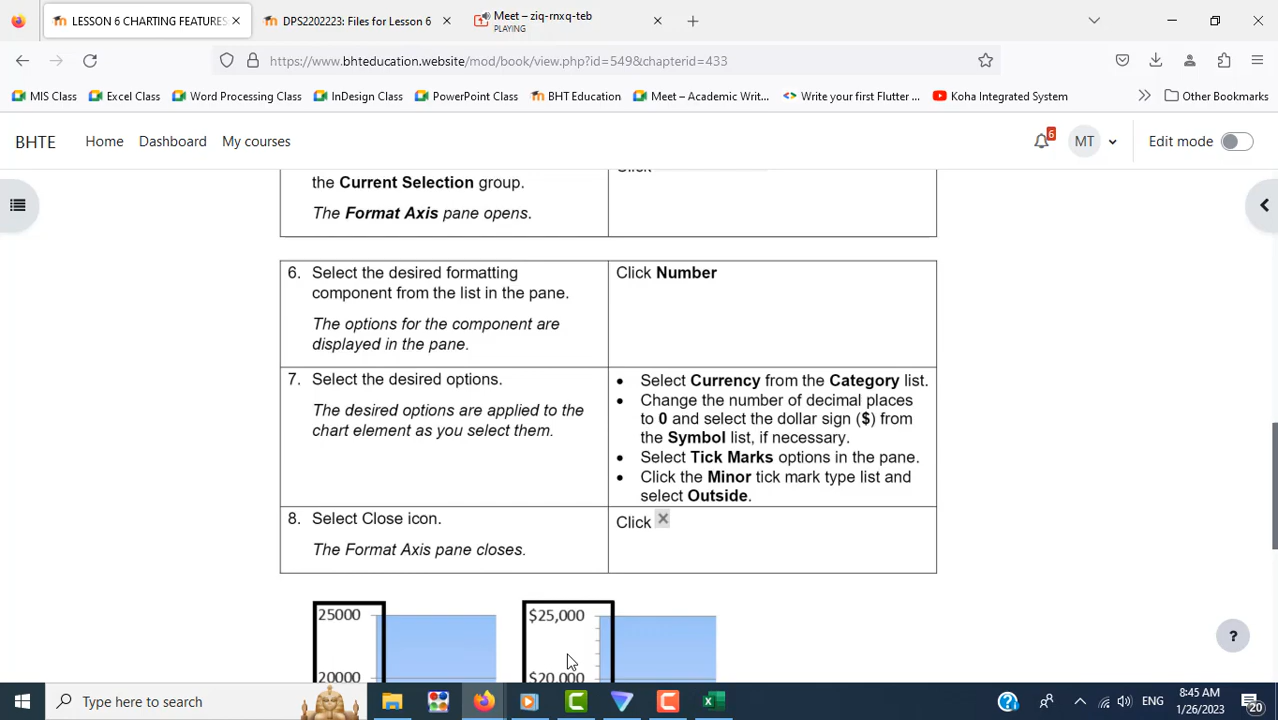 LESSON 6 CHARTING FEATURES
DPS2202223: Files for Lesson 6
Meet – ziq-rnxq-teb
PLAYING
https://www.bhteducation.website/mod/book/view.php?id=549&chapterid=433
MIS Class
Excel Class
Word Processing Class
InDesign Class
PowerPoint Class
BHT Education
Meet – Academic Writ...
Write your first Flutter ...
Koha Integrated System
Other Bookmarks
BHTE
Home
Dashboard
My courses
6
MT
Edit mode
the Current Selection group.
The Format Axis pane opens.
Click
6. Select the desired formatting
component from the list in the pane.
The options for the component are
displayed in the pane.
Click Number
7. Select the desired options.
The desired options are applied to the
chart element as you select them.
• Select Currency from the Category list.
• Change the number of decimal places
to 0 and select the dollar sign ($) from
the Symbol list, if necessary.
• Select Tick Marks options in the pane.
• Click the Minor tick mark type list and
select Outside.
8. Select Close icon.
The Format Axis pane closes.
Click
25000
20000
$25,000
$20,000
?
Type here to search
ENG
8:45 AM
1/26/2023
20